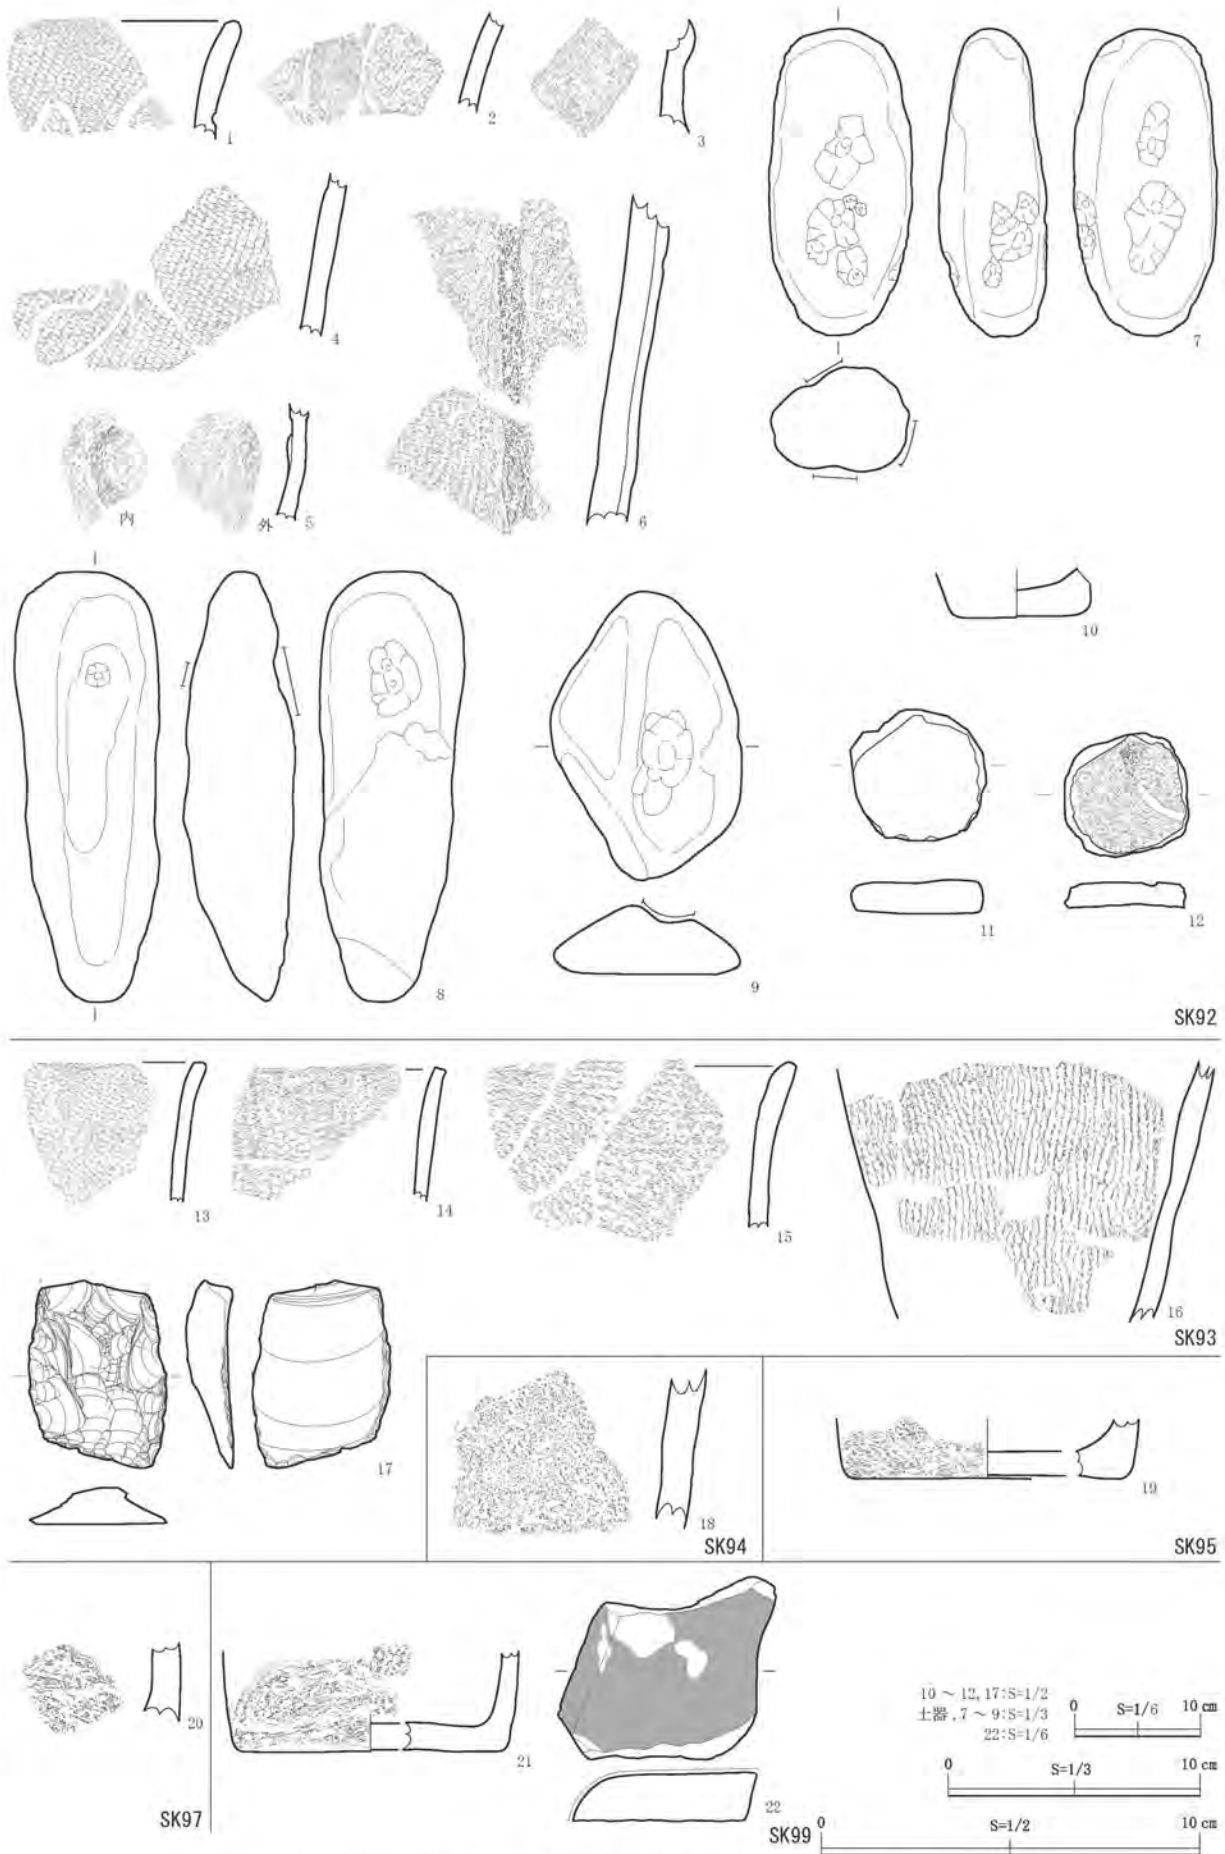 1
2
3
4
内
外
5
6
7
8
9
10
11
12
SK92
13
14
15
16
SK93
17
18
SK94
19
SK95
20
SK97
21
22
SK99
10 ～ 12, 17:S=1/2
土器, 7 ～ 9:S=1/3
22:S=1/6
0 S=1/6 10 cm
0 S=1/3 10 cm
0 S=1/2 10 cm